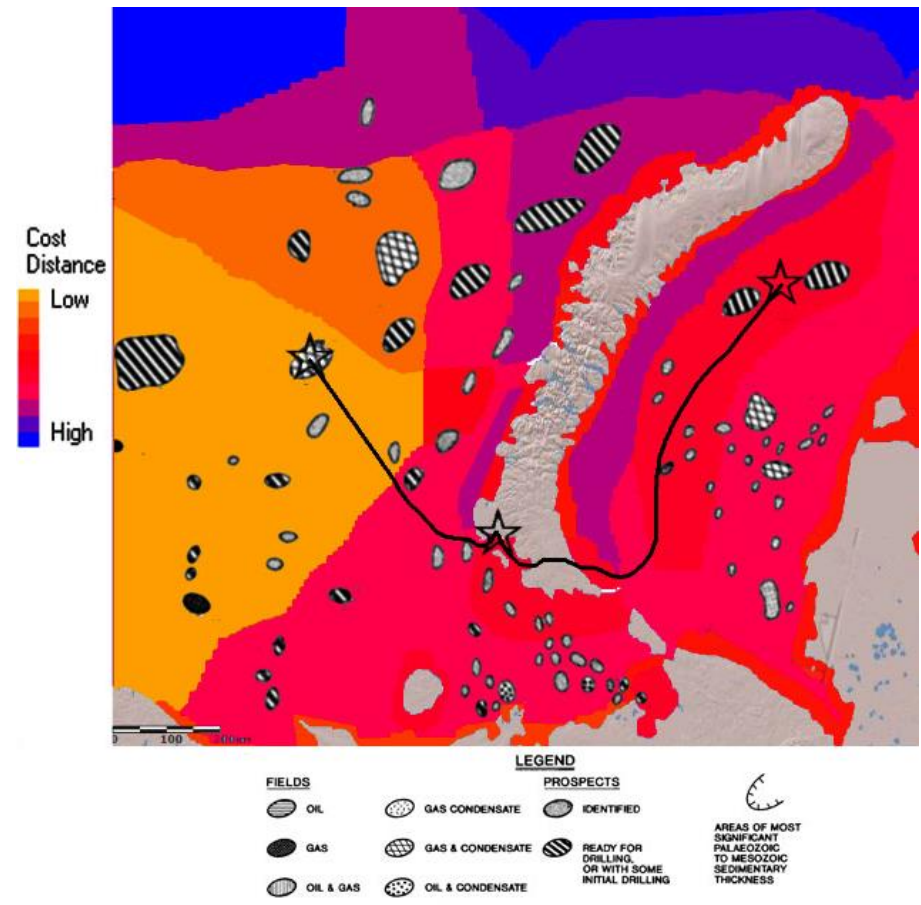 Cost
Distance
Low
High
0 100 200km
LEGEND
FIELDS
PROSPECTS
OIL
GAS CONDENSATE
IDENTIFIED
GAS
GAS & CONDENSATE
READY FOR
DRILLING,
OR WITH SOME
INITIAL DRILLING
OIL & GAS
OIL & CONDENSATE
AREAS OF MOST
SIGNIFICANT
PALAEOZOIC
TO MESOZOIC
SEDIMENTARY
THICKNESS